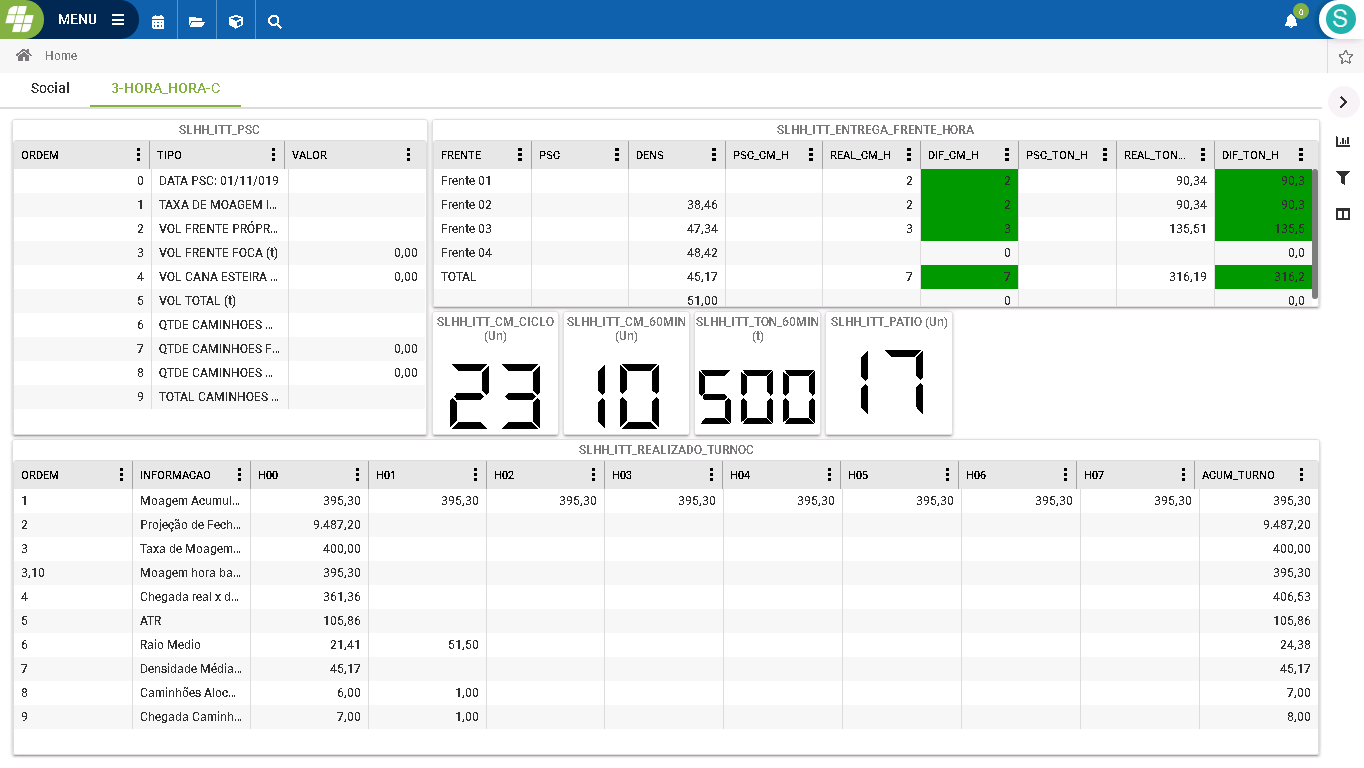 MENU
0
S
Home
Social 3-HORA_HORA-C
SLHH_ITT_PSC
ORDEM TIPO VALOR
0 DATA PSC: 01/11/019
1 TAXA DE MOAGEM I...
2 VOL FRENTE PRÓPR...
3 VOL FRENTE FOCA (t) 0,00
4 VOL CANA ESTEIRA ... 0,00
5 VOL TOTAL (t)
6 QTDE CAMINHOES ...
7 QTDE CAMINHOES F... 0,00
8 QTDE CAMINHOES ... 0,00
9 TOTAL CAMINHOES ...
SLHH_ITT_ENTREGA_FRENTE_HORA
FRENTE PSC DENS PSC_CM_H REAL_CM_H DIF_CM_H PSC_TON_H REAL_TON... DIF_TON_H
Frente 01 2 2 90,34 90,3
Frente 02 38,46 2 2 90,34 90,3
Frente 03 47,34 3 3 135,51 135,5
Frente 04 48,42 0 0,0
TOTAL 45,17 7 7 316,19 316,2
51,00 0 0,0
SLHH_ITT_CM_CICLO
(Un)
23
SLHH_ITT_CM_60MIN
(Un)
10
SLHH_ITT_TON_60MIN
(t)
500
SLHH_ITT_PATIO (Un)
17
SLHH_ITT_REALIZADO_TURNOC
ORDEM INFORMACAO H00 H01 H02 H03 H04 H05 H06 H07 ACUM_TURNO
1 Moagem Acumul... 395,30 395,30 395,30 395,30 395,30 395,30 395,30 395,30 395,30
2 Projeção de Fech... 9.487,20 9.487,20
3 Taxa de Moagem... 400,00 400,00
3,10 Moagem hora ba... 395,30 395,30
4 Chegada real x d... 361,36 406,53
5 ATR 105,86 105,86
6 Raio Medio 21,41 51,50 24,38
7 Densidade Média... 45,17 45,17
8 Caminhões Aloc... 6,00 1,00 7,00
9 Chegada Caminh... 7,00 1,00 8,00